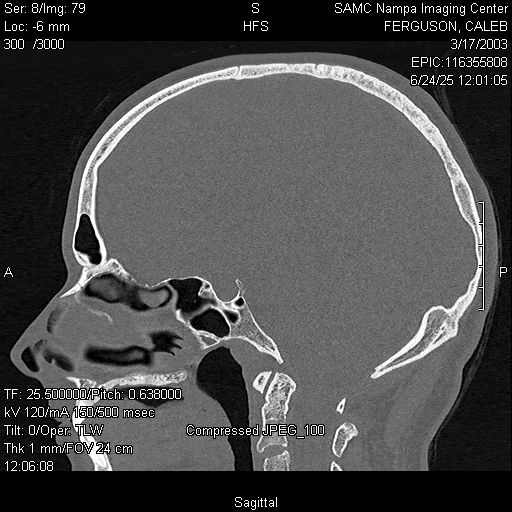 Ser: 8/Img: 79
Loc: -6 mm
300 /3000
S
HFS
SAMC Nampa Imaging Center
FERGUSON, CALEB
3/17/2003
EPIC:116355808
6/24/25 12:01:05
A
P
TF: 25.500000/Pitch: 0.638000
kV 120/mA 150/500 msec
Tilt: 0/Oper. TLW
Thk 1 mm/FOV 24 cm
12:06:08
Compressed JPEG_100
Sagittal